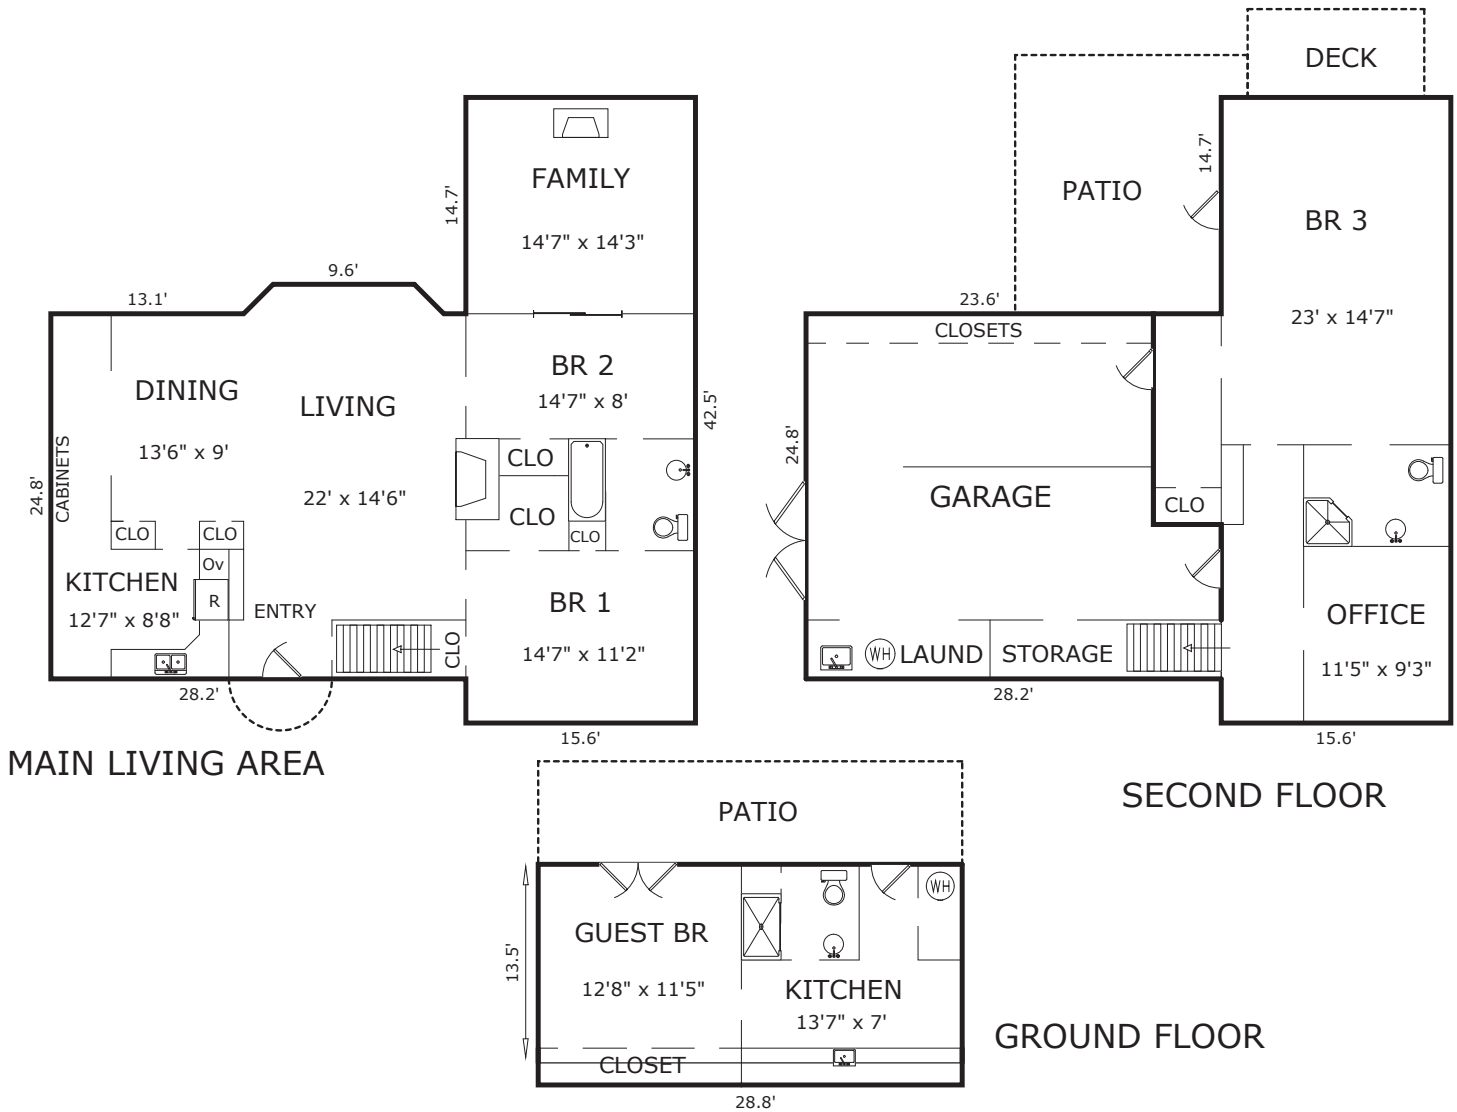 DECK
14.7'
FAMILY
14'7" x 14'3"
9.6'
13.1'
DINING
13'6" x 9'
LIVING
22' x 14'6"
BR 2
14'7" x 8'
42.5'
24.8'
CABINETS
CLO
CLO
CLO
CLO
CLO
Ov
R
KITCHEN
12'7" x 8'8"
ENTRY
CLO
BR 1
14'7" x 11'2"
28.2'
15.6'
MAIN LIVING AREA
PATIO
14.7'
BR 3
23' x 14'7"
23.6'
CLOSETS
24.8'
GARAGE
CLO
WH
LAUND
STORAGE
OFFICE
11'5" x 9'3"
28.2'
15.6'
SECOND FLOOR
PATIO
13.5'
GUEST BR
12'8" x 11'5"
WH
KITCHEN
13'7" x 7'
CLOSET
28.8'
GROUND FLOOR